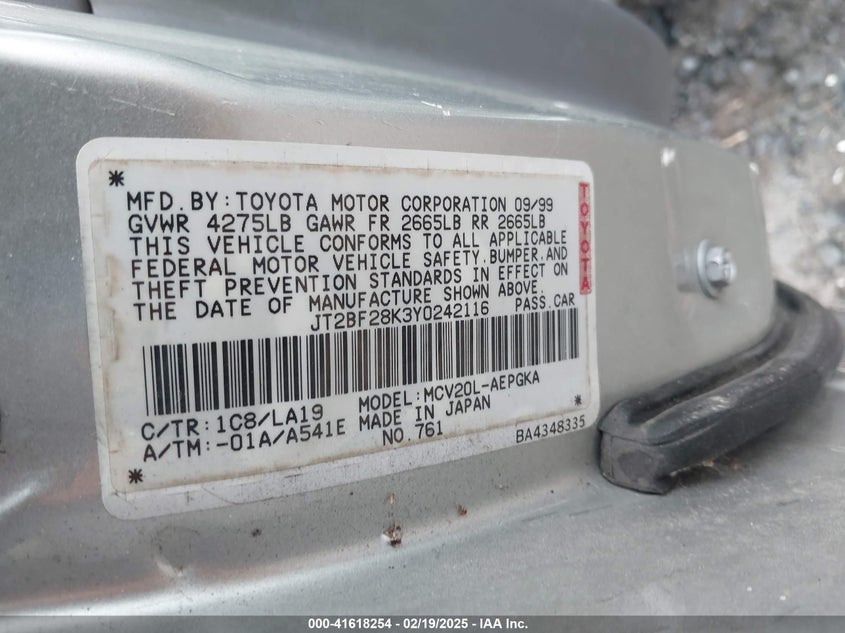 MFD. BY: TOYOTA MOTOR CORPORATION 09/99
GVWR 4275LB GAWR FR 2665LB RR 2665LB
THIS VEHICLE CONFORMS TO ALL APPLICABLE
FEDERAL MOTOR VEHICLE SAFETY, BUMPER, AND
THEFT PREVENTION STANDARDS IN EFFECT ON
THE DATE OF MANUFACTURE SHOWN ABOVE.
JT2BF28K3Y0242116 PASS.CAR
TOYOTA
C/TR: 1C8/LA19 MODEL: MCV20L-AEPGKA
A/TM: -01A/A541E MADE IN JAPAN
NO. 761 BA4348335
000-41618254 - 02/19/2025 - IAA Inc.